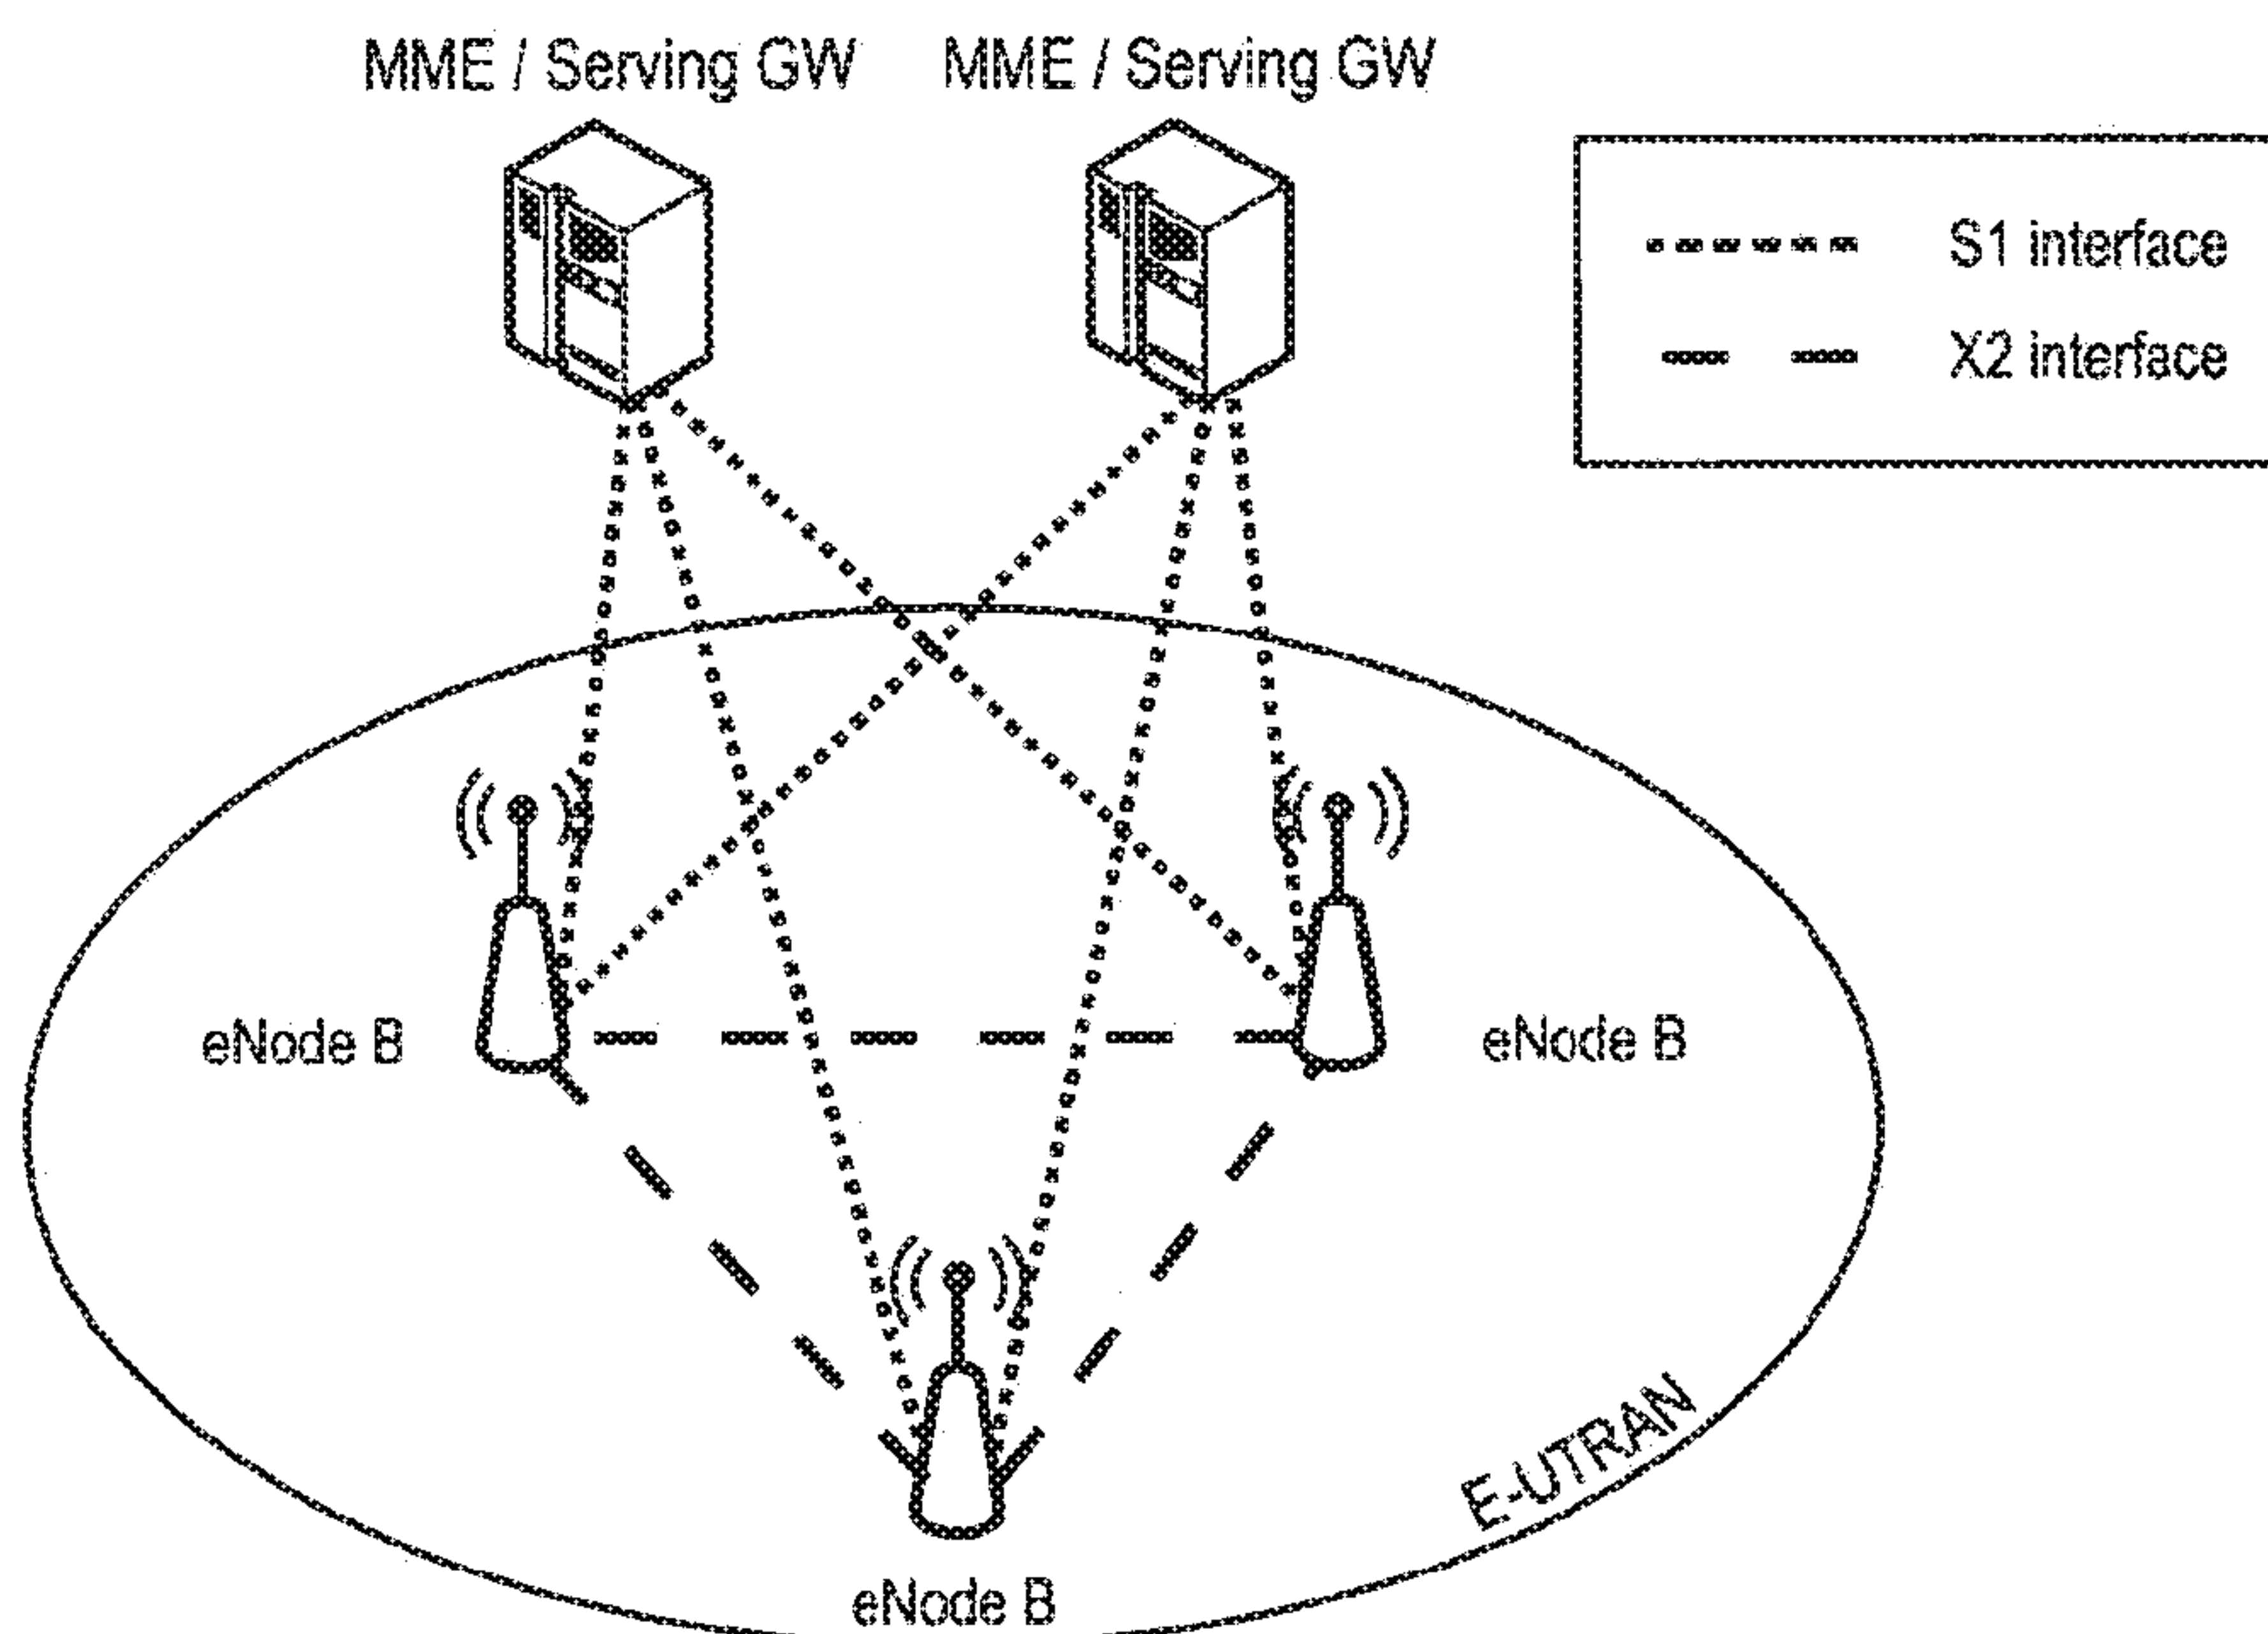 MME / Serving GW
MME / Serving GW
S1 interface
X2 interface
eNode B
eNode B
E-UTRAN
eNode B